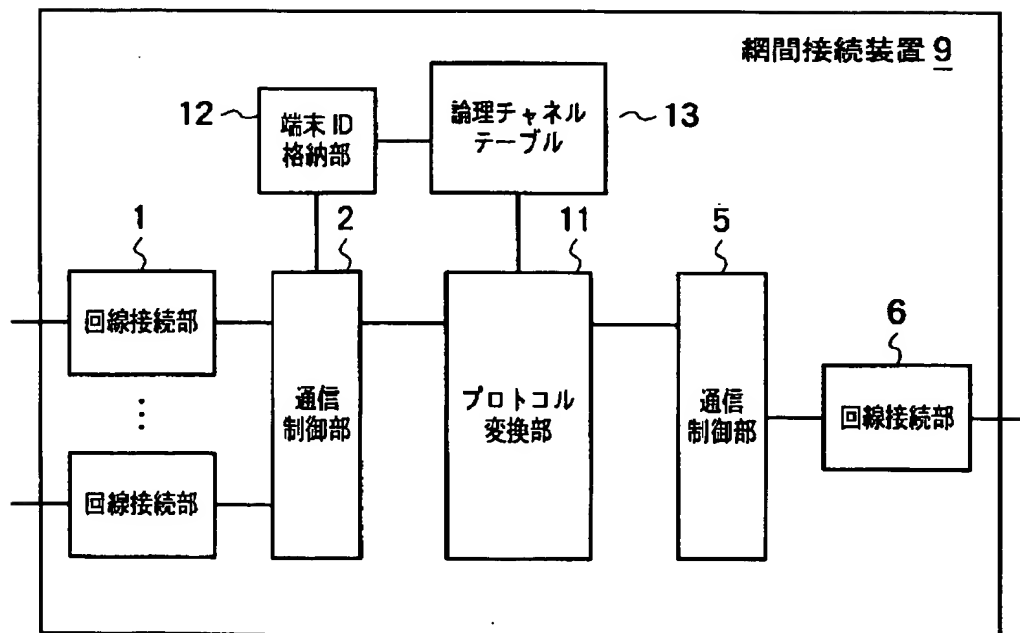 網間接続装置 9
12
端末 ID
格納部
論理チャネル
テーブル
13
1
2
11
5
回線接続部
通信
制御部
プロトコル
変換部
通信
制御部
6
回線接続部
⋮
回線接続部